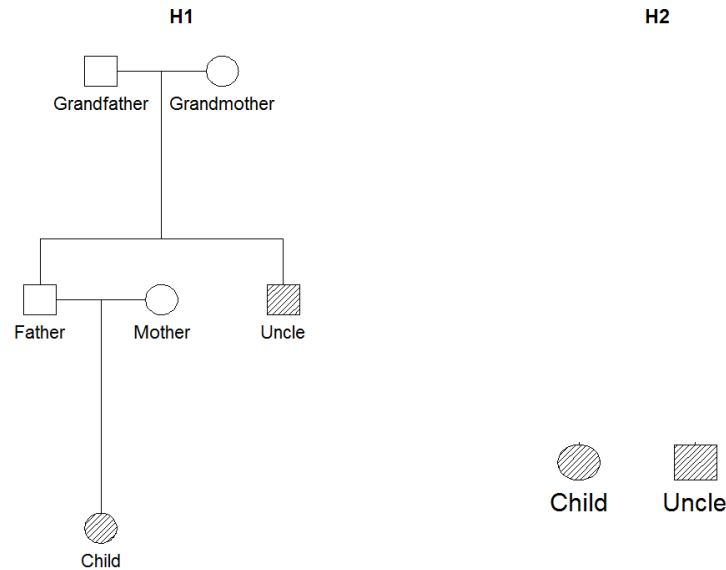 H1 H2
Grandfather Grandmother
Father Mother Uncle
Child Uncle
Child